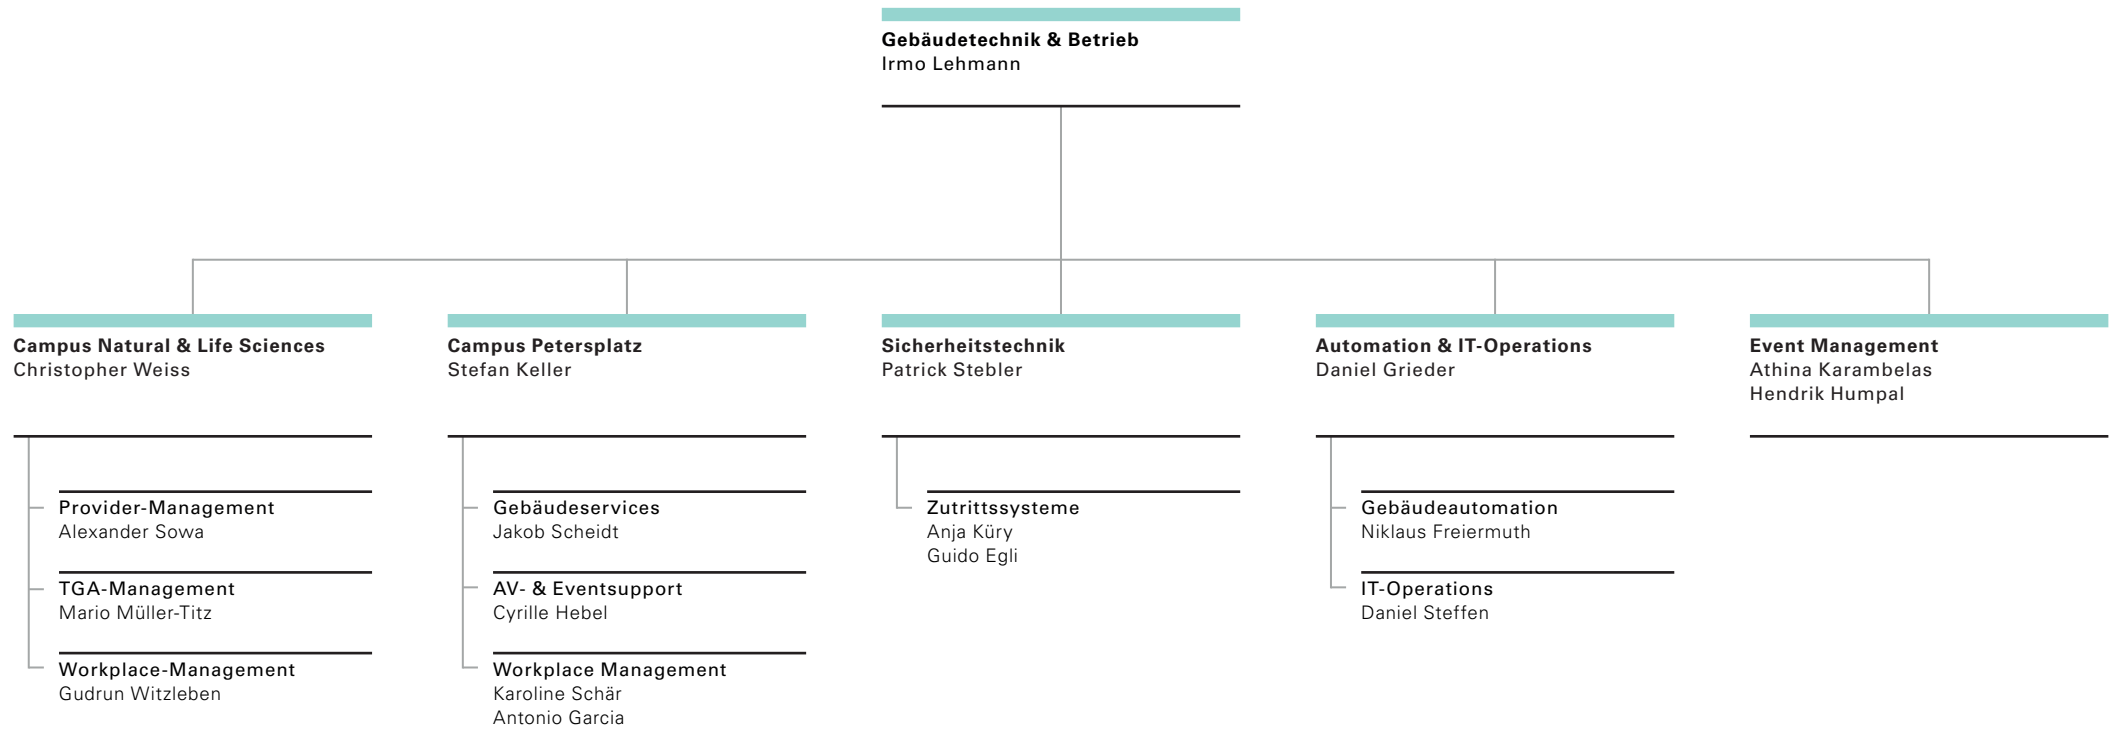 Gebäudetechnik & Betrieb
Irmo Lehmann
Campus Natural & Life Sciences
Christopher Weiss
Provider-Management
Alexander Sowa
TGA-Management
Mario Müller-Titz
Workplace-Management
Gudrun Witzleben
Campus Petersplatz
Stefan Keller
Gebäudeservices
Jakob Scheidt
AV- & Eventsupport
Cyrille Hebel
Workplace Management
Karoline Schär
Antonio Garcia
Sicherheitstechnik
Patrick Stebler
Zutrittssysteme
Anja Küry
Guido Egli
Automation & IT-Operations
Daniel Grieder
Gebäudeautomation
Niklaus Freiermuth
IT-Operations
Daniel Steffen
Event Management
Athina Karambelas
Hendrik Humpal